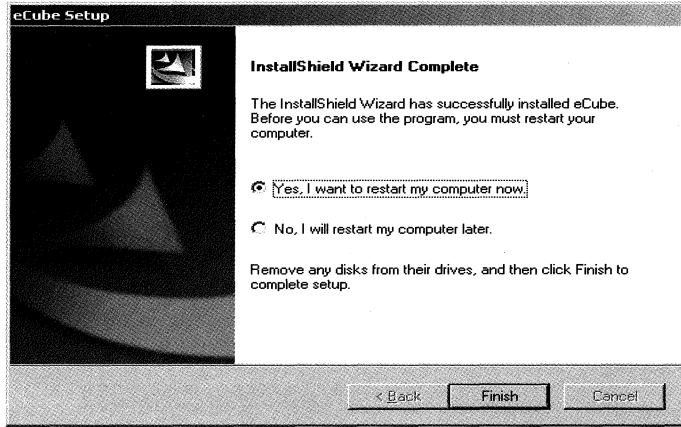 eCube Setup
InstallShield Wizard Complete
The InstallShield Wizard has successfully installed eCube.
Before you can use the program, you must restart your
computer.
Yes, I want to restart my computer now.
No, I will restart my computer later.
Remove any disks from their drives, and then click Finish to
complete setup.
< Back Finish Cancel